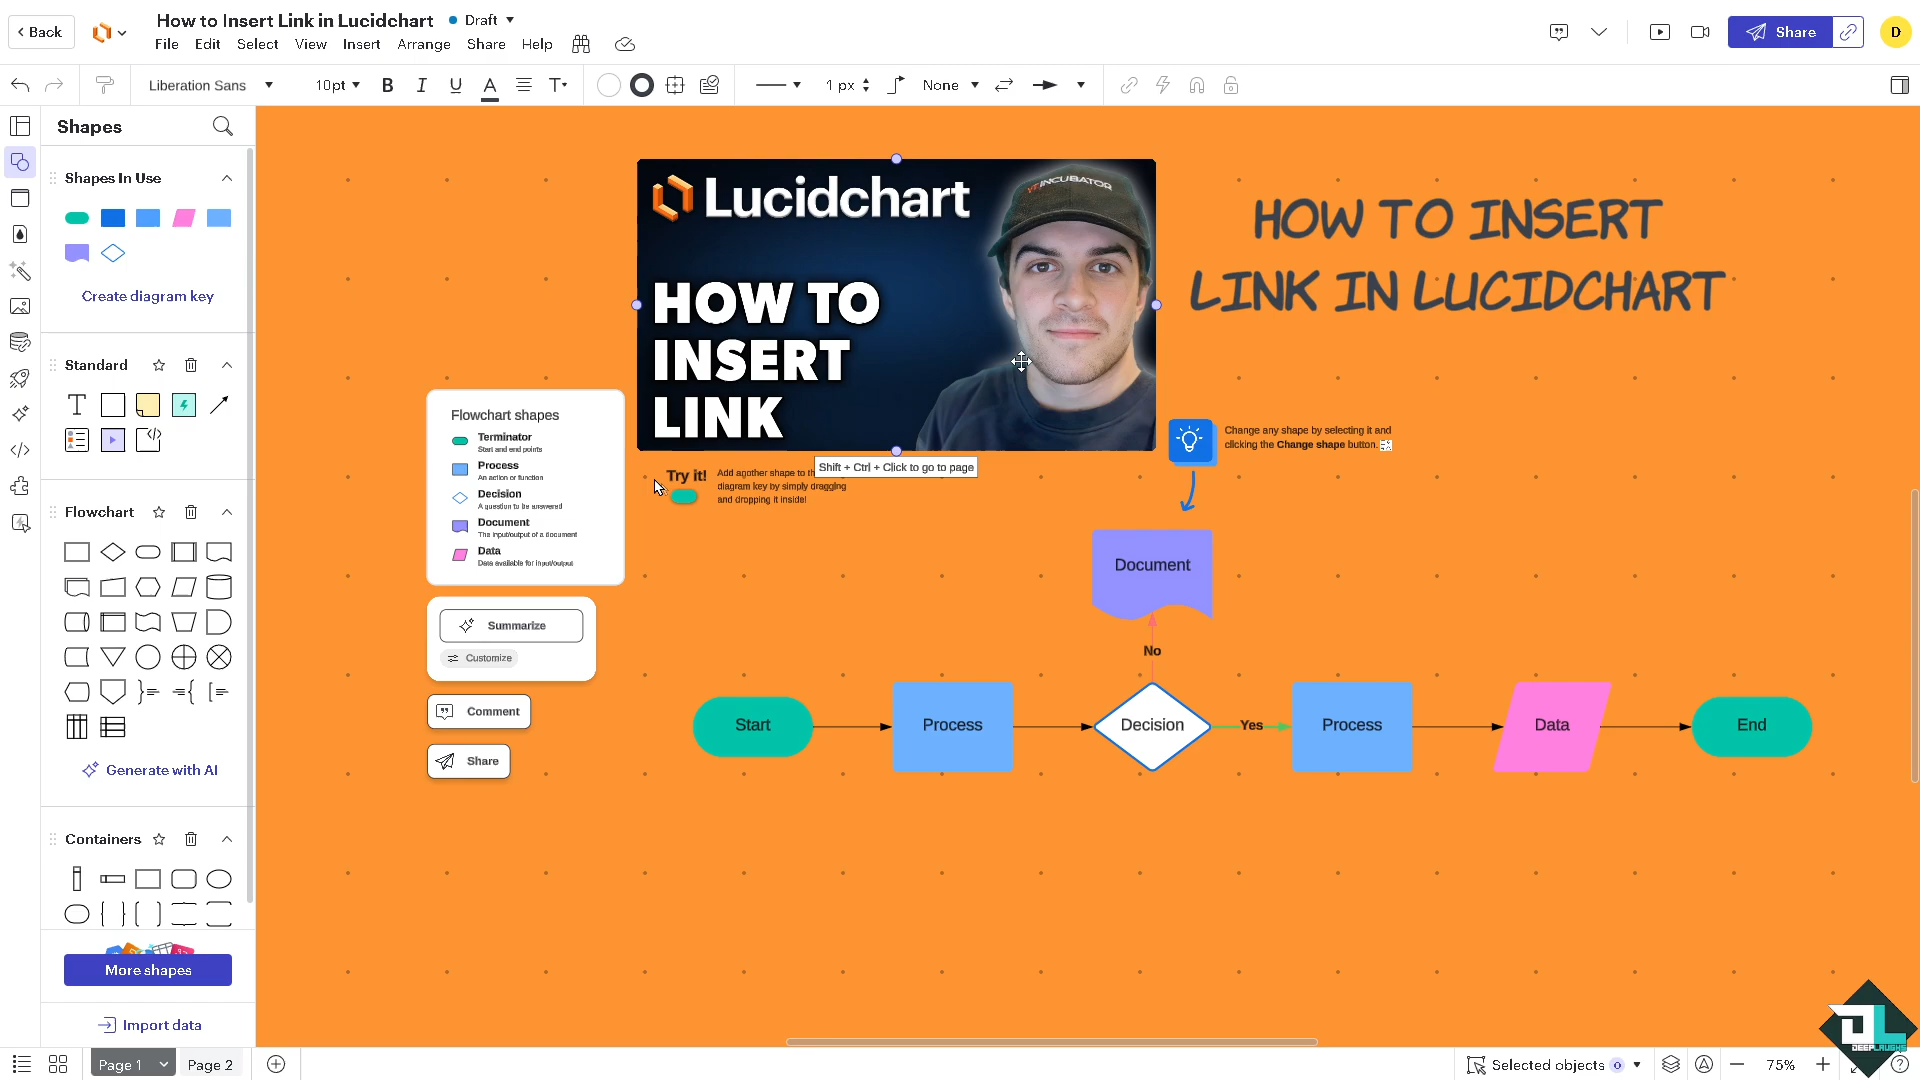 Back
How to Insert Link in Lucidchart
Draft
File Edit Select View Insert Arrange Share Help
Share
D
Liberation Sans
10pt
B I U A T
1 px
None
Shapes
Shapes In Use
Create diagram key
Standard
T
Flowchart
Generate with AI
Containers
More shapes
Import data
Lucidchart
YT INCUBATOR
HOW TO
INSERT
LINK
HOW TO INSERT
LINK IN LUCIDCHART
Flowchart shapes
Terminator
Start and end points
Process
An action or function
Decision
A question to be answered
Document
The input/output of a document
Data
Data available for input/output
Summarize
Customize
Comment
Share
Try it!
Add another shape to th
diagram key by simply dragging
and dropping it inside!
Shift + Ctrl + Click to go to page
Change any shape by selecting it and
clicking the Change shape button.
Document
No
Start
Process
Decision
Yes
Process
Data
End
Page 1
Page 2
Selected objects 0
75%
DEEPLAUGHS